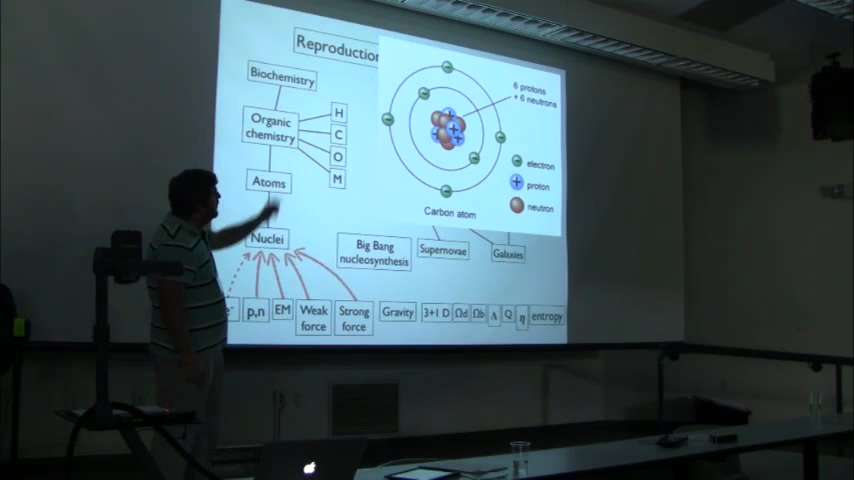 Reproduction
Biochemistry
6 protons
+ 6 neutrons
H
Organic
chemistry
C
O
M
electron
Atoms
proton
neutron
Carbon atom
Nuclei
Big Bang
nucleosynthesis
Supernovae
Galaxies
e-
p,n
EM
Weak
force
Strong
force
Gravity
3+1 D
Ωd
Ωb
Λ
Q
η
entropy